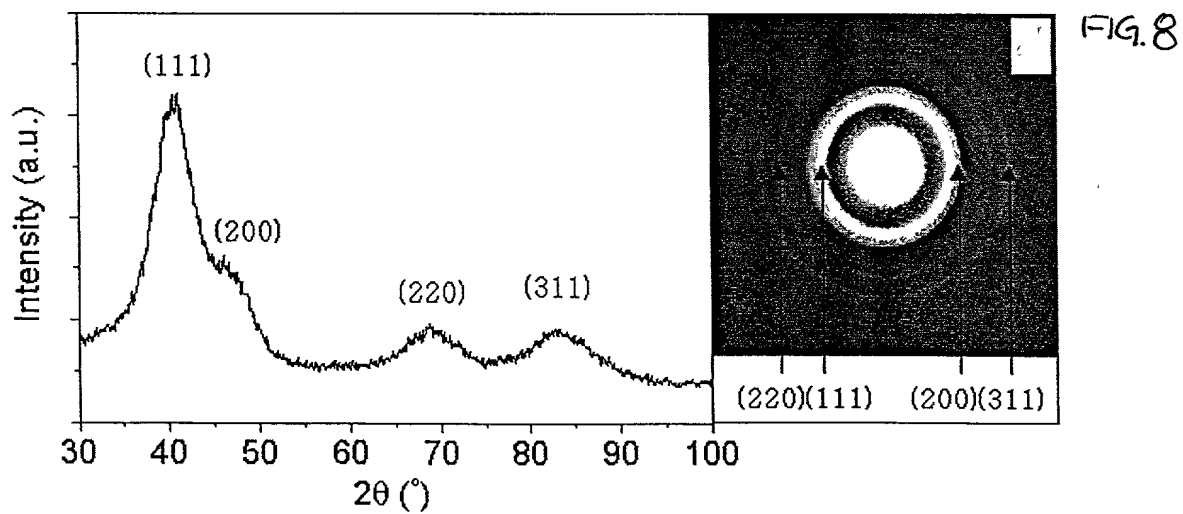 FIG. 8
(111)
(200)
(220)
(311)
Intensity (a.u.)
30 40 50 60 70 80 90 100
2θ (°)
(220)(111) (200)(311)